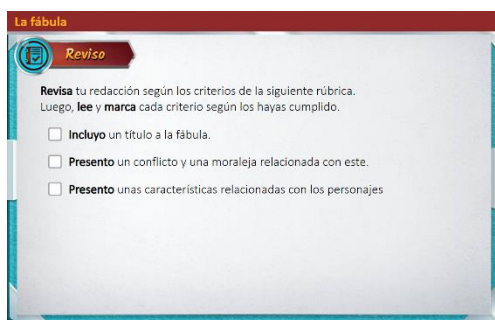 La fábula
Reviso
Revisa tu redacción según los criterios de la siguiente rúbrica.
Luego, lee y marca cada criterio según los hayas cumplido.
Incluyo un título a la fábula.
Presento un conflicto y una moraleja relacionada con este.
Presento unas características relacionadas con los personajes